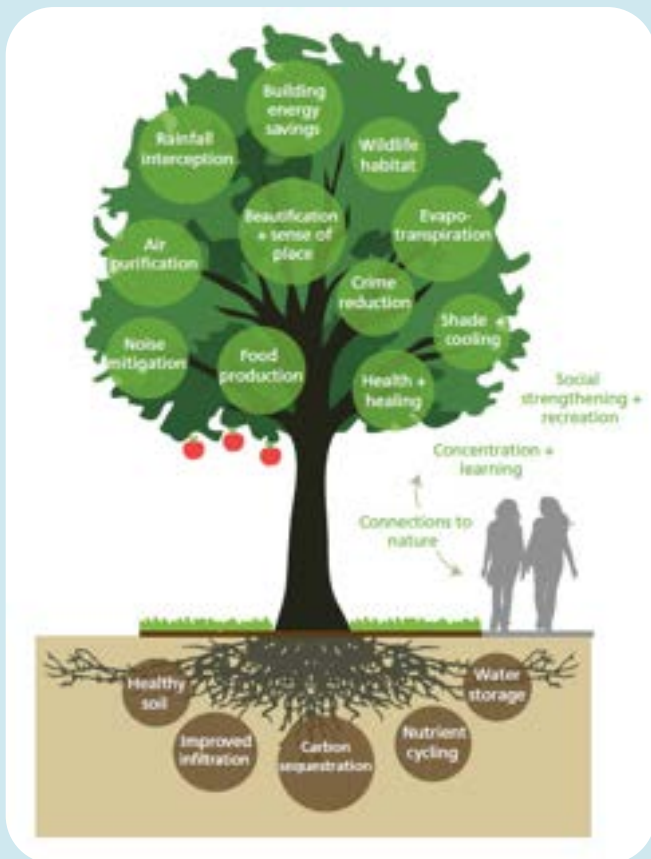 Building
energy
savings
Rainfall
interception
Wildlife
habitat
Beautification
+ sense of
place
Evapo-
transpiration
Air
purification
Crime
reduction
Shade +
cooling
Noise
mitigation
Food
production
Health +
healing
Social
strengthening +
recreation
Concentration +
learning
Connections to
nature
Healthy
soil
Water
storage
Improved
infiltration
Carbon
sequestration
Nutrient
cycling